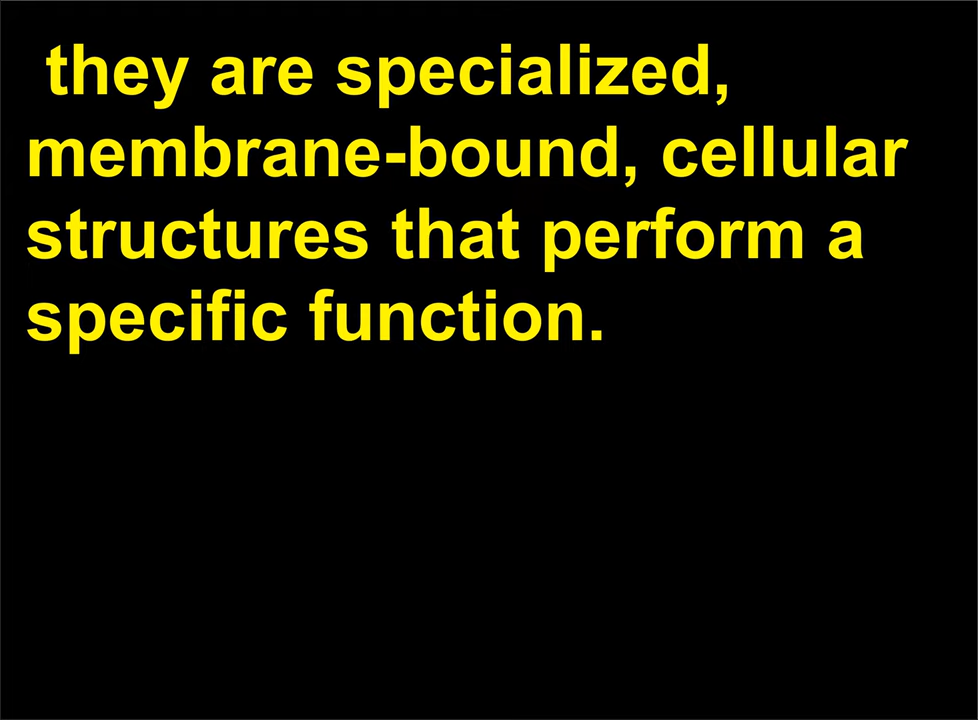 they are specialized,
membrane-bound, cellular
structures that perform a
specific function.